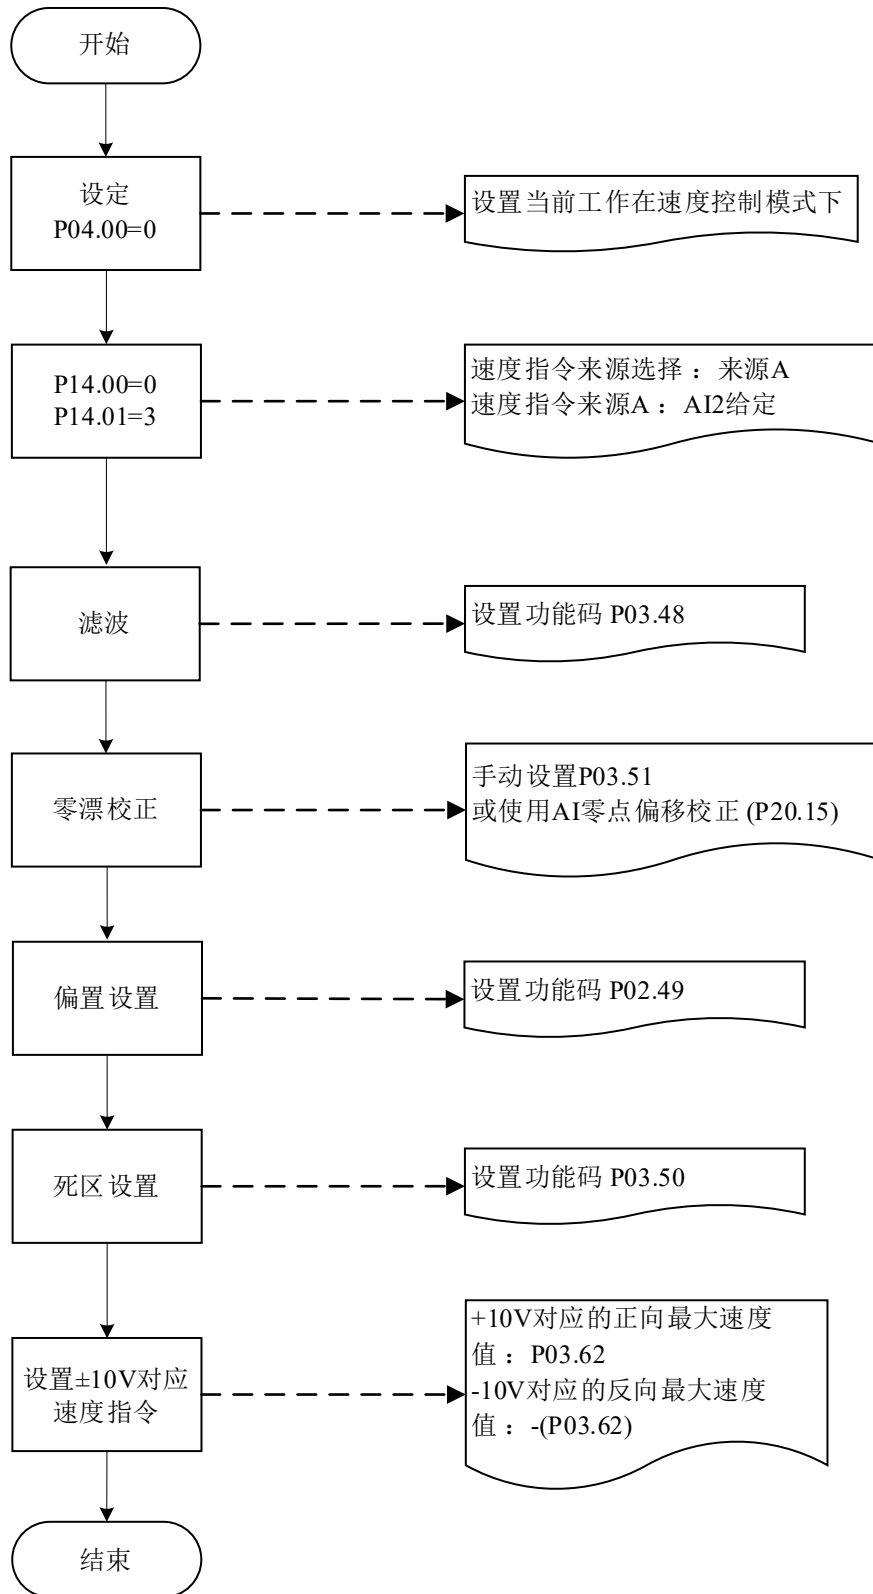 开始
设定
P04.00=0
设置当前工作在速度控制模式下
P14.00=0
P14.01=3
速度指令来源选择：来源A
速度指令来源A：AI2给定
滤波
设置功能码 P03.48
零漂校正
手动设置P03.51
或使用AI零点偏移校正 (P20.15)
偏置设置
设置功能码 P02.49
死区设置
设置功能码 P03.50
设置±10V对应
速度指令
+10V对应的正向最大速度
值：P03.62
-10V对应的反向最大速度
值：-(P03.62)
结束